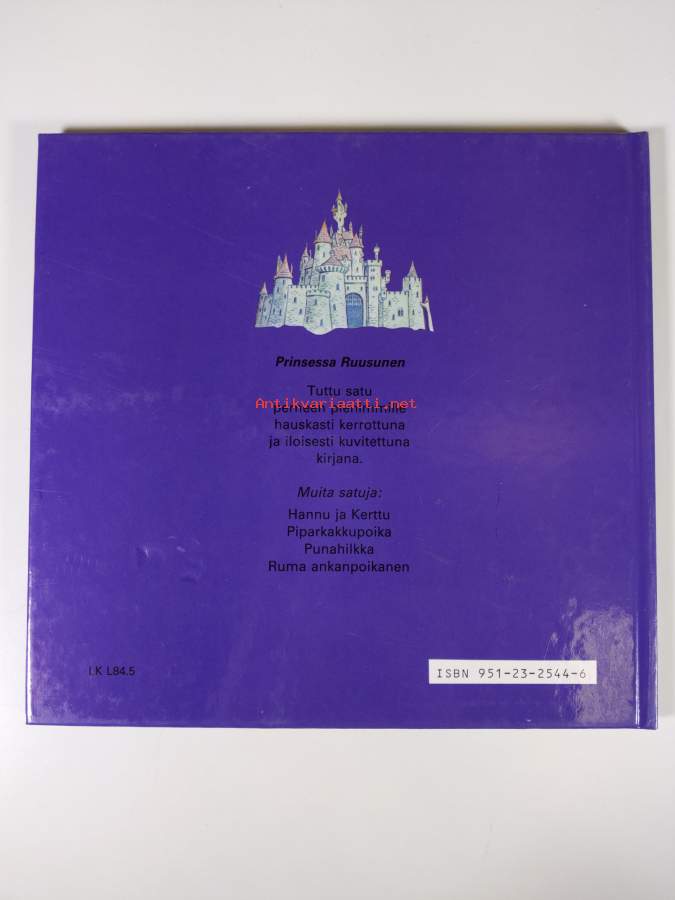 Prinsessa Ruusunen
Tuttu satu
Antikvariaatti.net
perheen pienimmille
hauskasti kerrottuna
ja iloisesti kuvitettuna
kirjana.
Muita satuja:
Hannu ja Kerttu
Piparkakkupoika
Punahilkka
Ruma ankanpoikanen
I.K L84.5
ISBN 951-23-2544-6